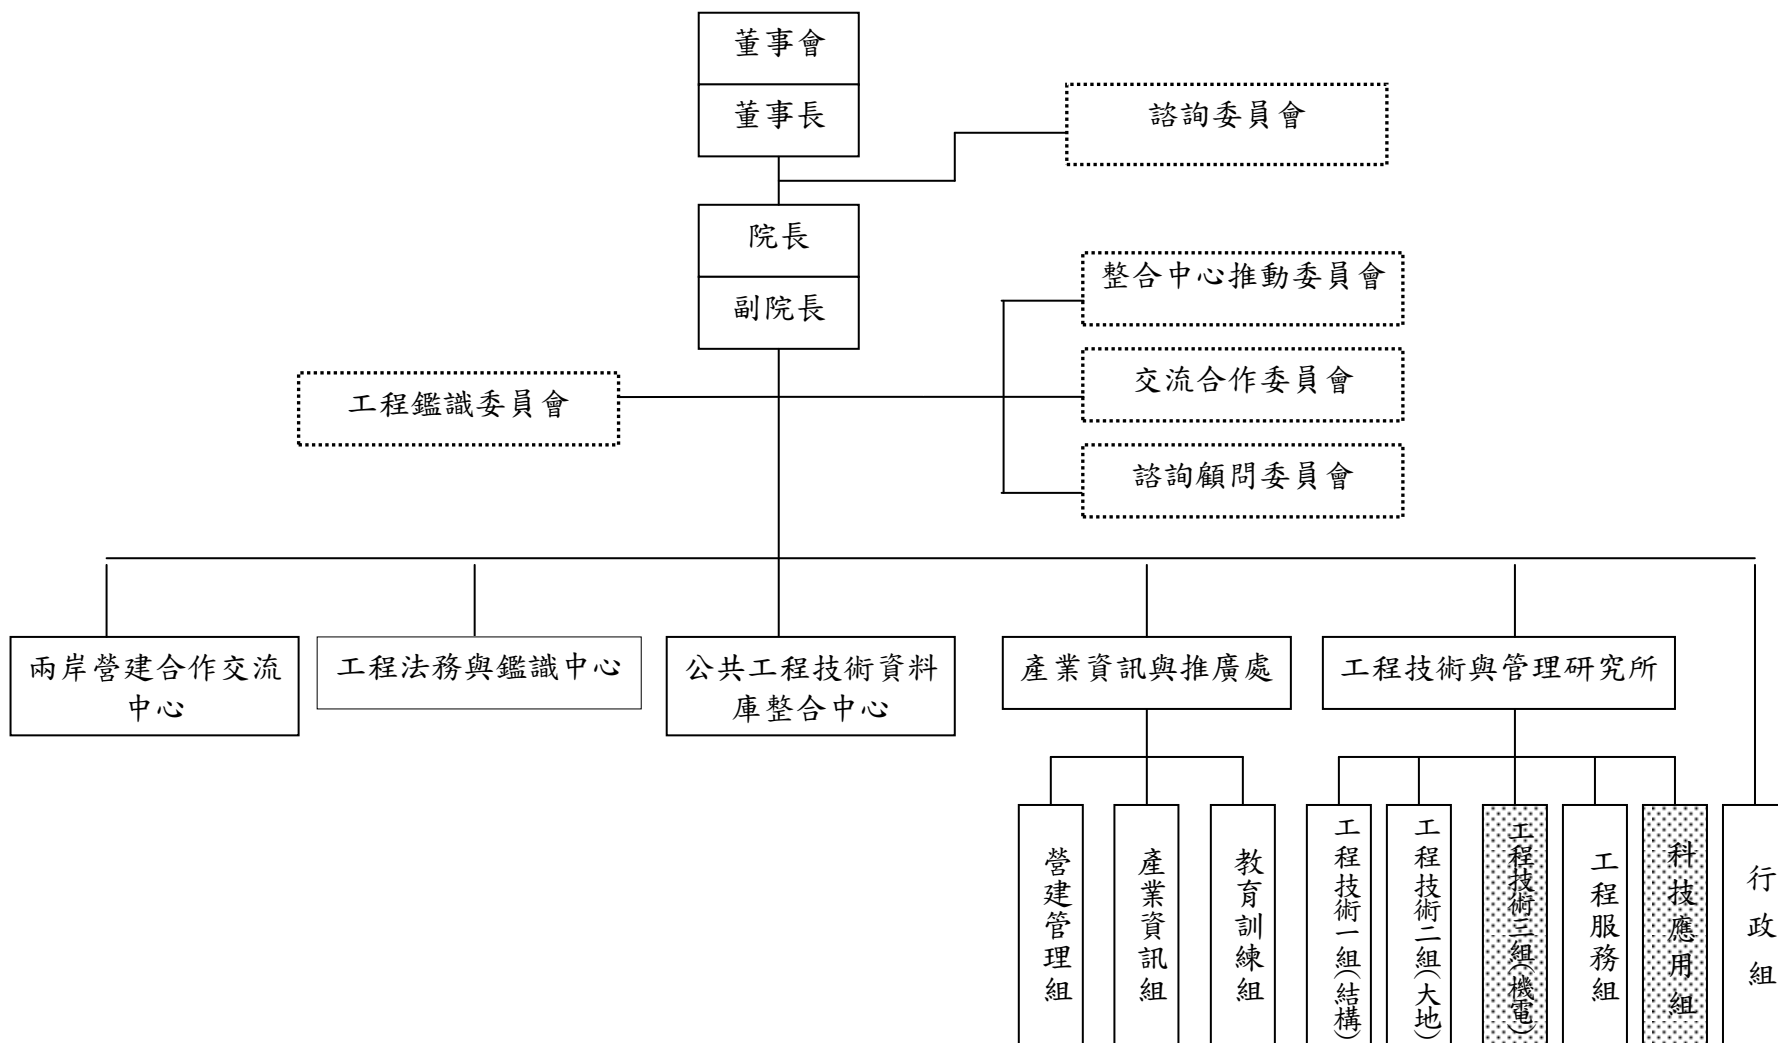 董事會
董事長
諮詢委員會
院長
副院長
整合中心推動委員會
交流合作委員會
工程鑑識委員會
諮詢顧問委員會
兩岸營建合作交流
中心
工程法務與鑑識中心
公共工程技術資料
庫整合中心
產業資訊與推廣處
工程技術與管理研究所
營建管理組
產業資訊組
教育訓練組
工程技術一組(結構)
工程技術二組(大地)
工程技術三組(機電)
工程服務組
科技應用組
行政組